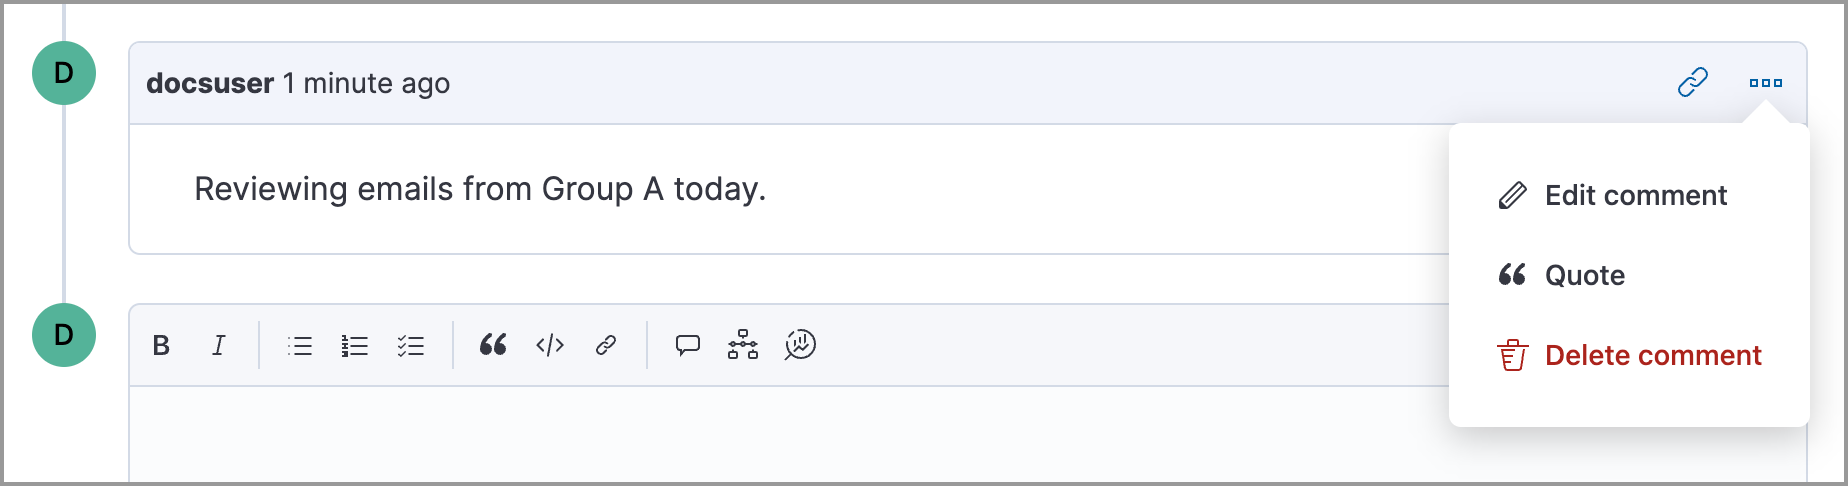 D
docsuser 1 minute ago
Reviewing emails from Group A today.
Edit comment
Quote
Delete comment
D
B I